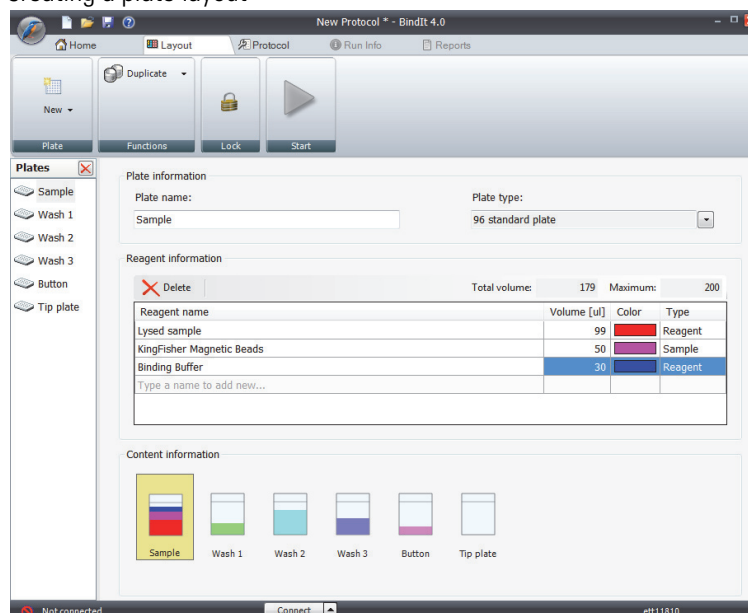 Creating a plate layout
New Protocol * - BindIt 4.0
Home Layout Protocol Run Info Reports
Duplicate
New
Plate Functions Lock Start
Plates
Sample
Wash 1
Wash 2
Wash 3
Button
Tip plate
Plate information
Plate name: Plate type:
Sample 96 standard plate
Reagent information
Delete Total volume: 179 Maximum: 200
Reagent name Volume [ul] Color Type
Lysed sample 99 Reagent
KingFisher Magnetic Beads 50 Sample
Binding Buffer 30 Reagent
Type a name to add new...
Content information
Sample Wash 1 Wash 2 Wash 3 Button Tip plate
Not connected Connect ett11810